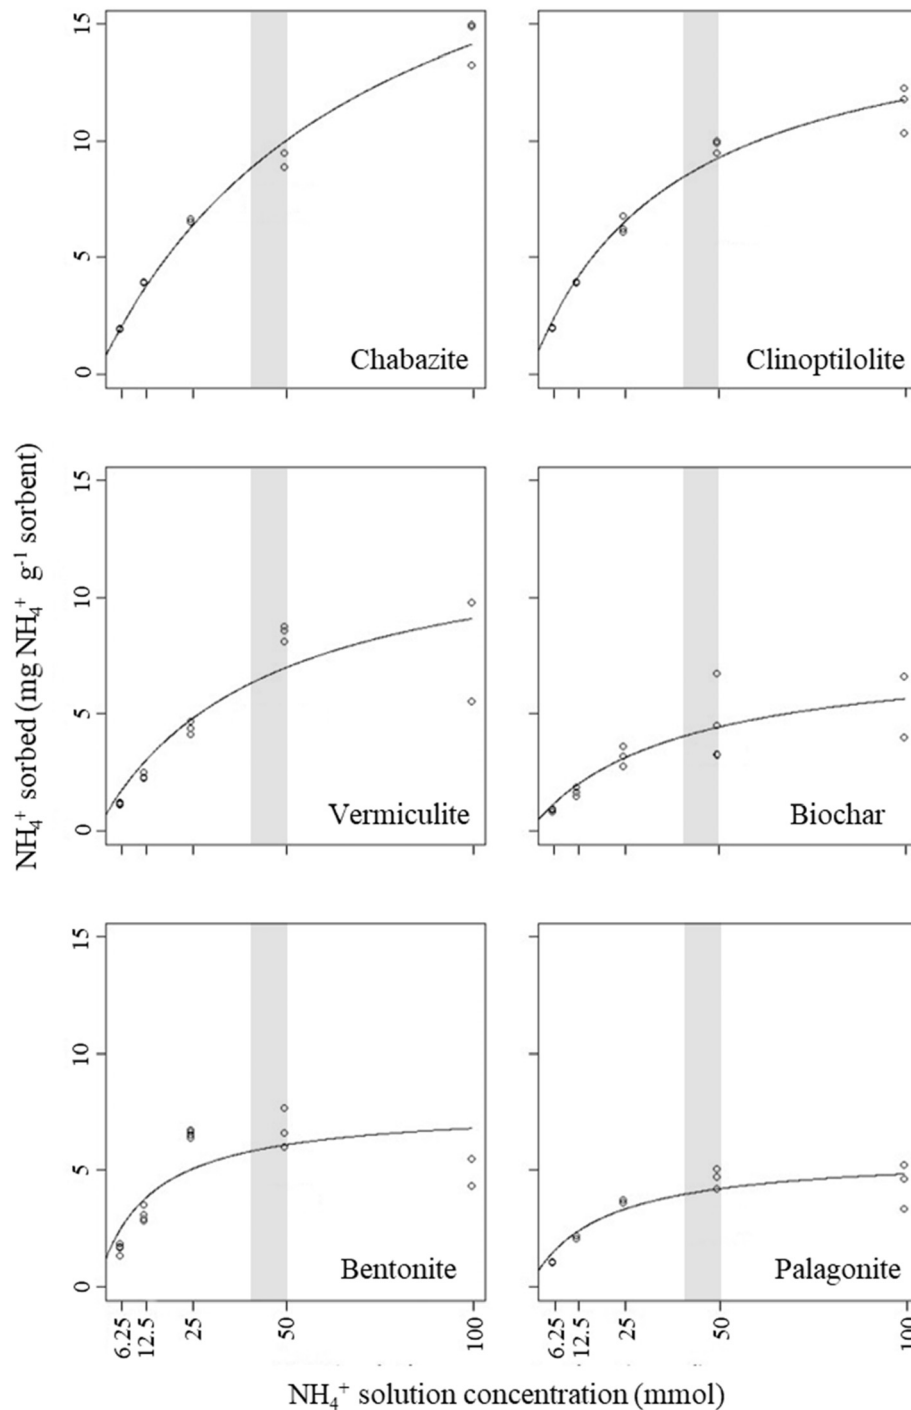 15
10
5
0
Chabazite
Clinoptilolite
NH₄⁺ sorbed (mg NH₄⁺ g⁻¹ sorbent)
15
10
5
0
Vermiculite
Biochar
15
10
5
0
Bentonite
Palagonite
6.25 12.5 25 50 100 6.25 12.5 25 50 100
NH₄⁺ solution concentration (mmol)